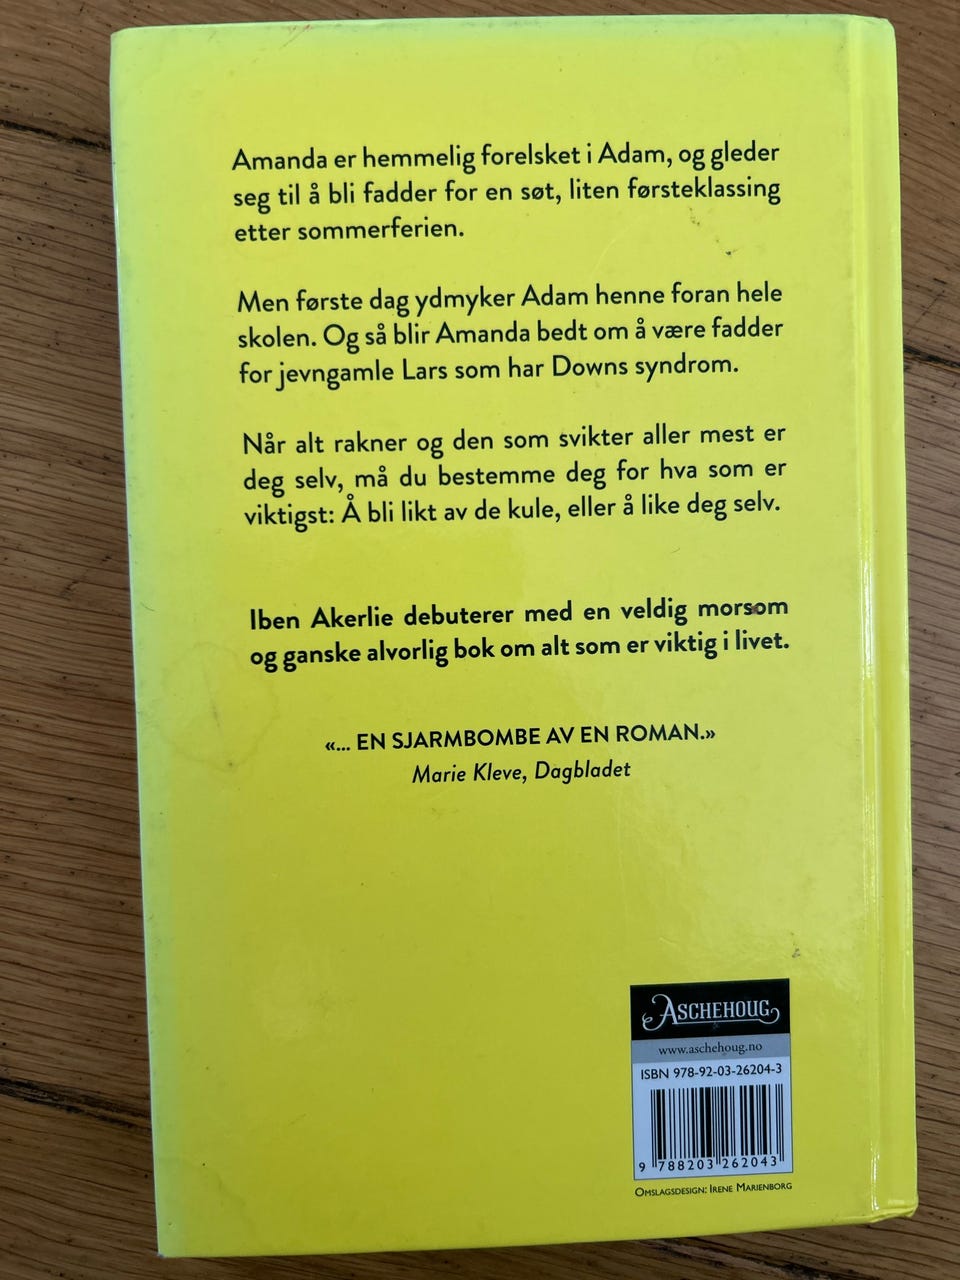 Amanda er hemmelig forelsket i Adam, og gleder
seg til å bli fadder for en søt, liten førsteklassing
etter sommerferien.
Men første dag ydmyker Adam henne foran hele
skolen. Og så blir Amanda bedt om å være fadder
for jevngamle Lars som har Downs syndrom.
Når alt rakner og den som svikter aller mest er
deg selv, må du bestemme deg for hva som er
viktigst: Å bli likt av de kule, eller å like deg selv.
Iben Akerlie debuterer med en veldig morsom
og ganske alvorlig bok om alt som er viktig i livet.
«... EN SJARMBOMBE AV EN ROMAN.»
Marie Kleve, Dagbladet
ASCHEHOUG
www.aschehoug.no
ISBN 978-92-03-26204-3
9 788203 262043
OMSLAGSDESIGN: IRENE MARIENBORG